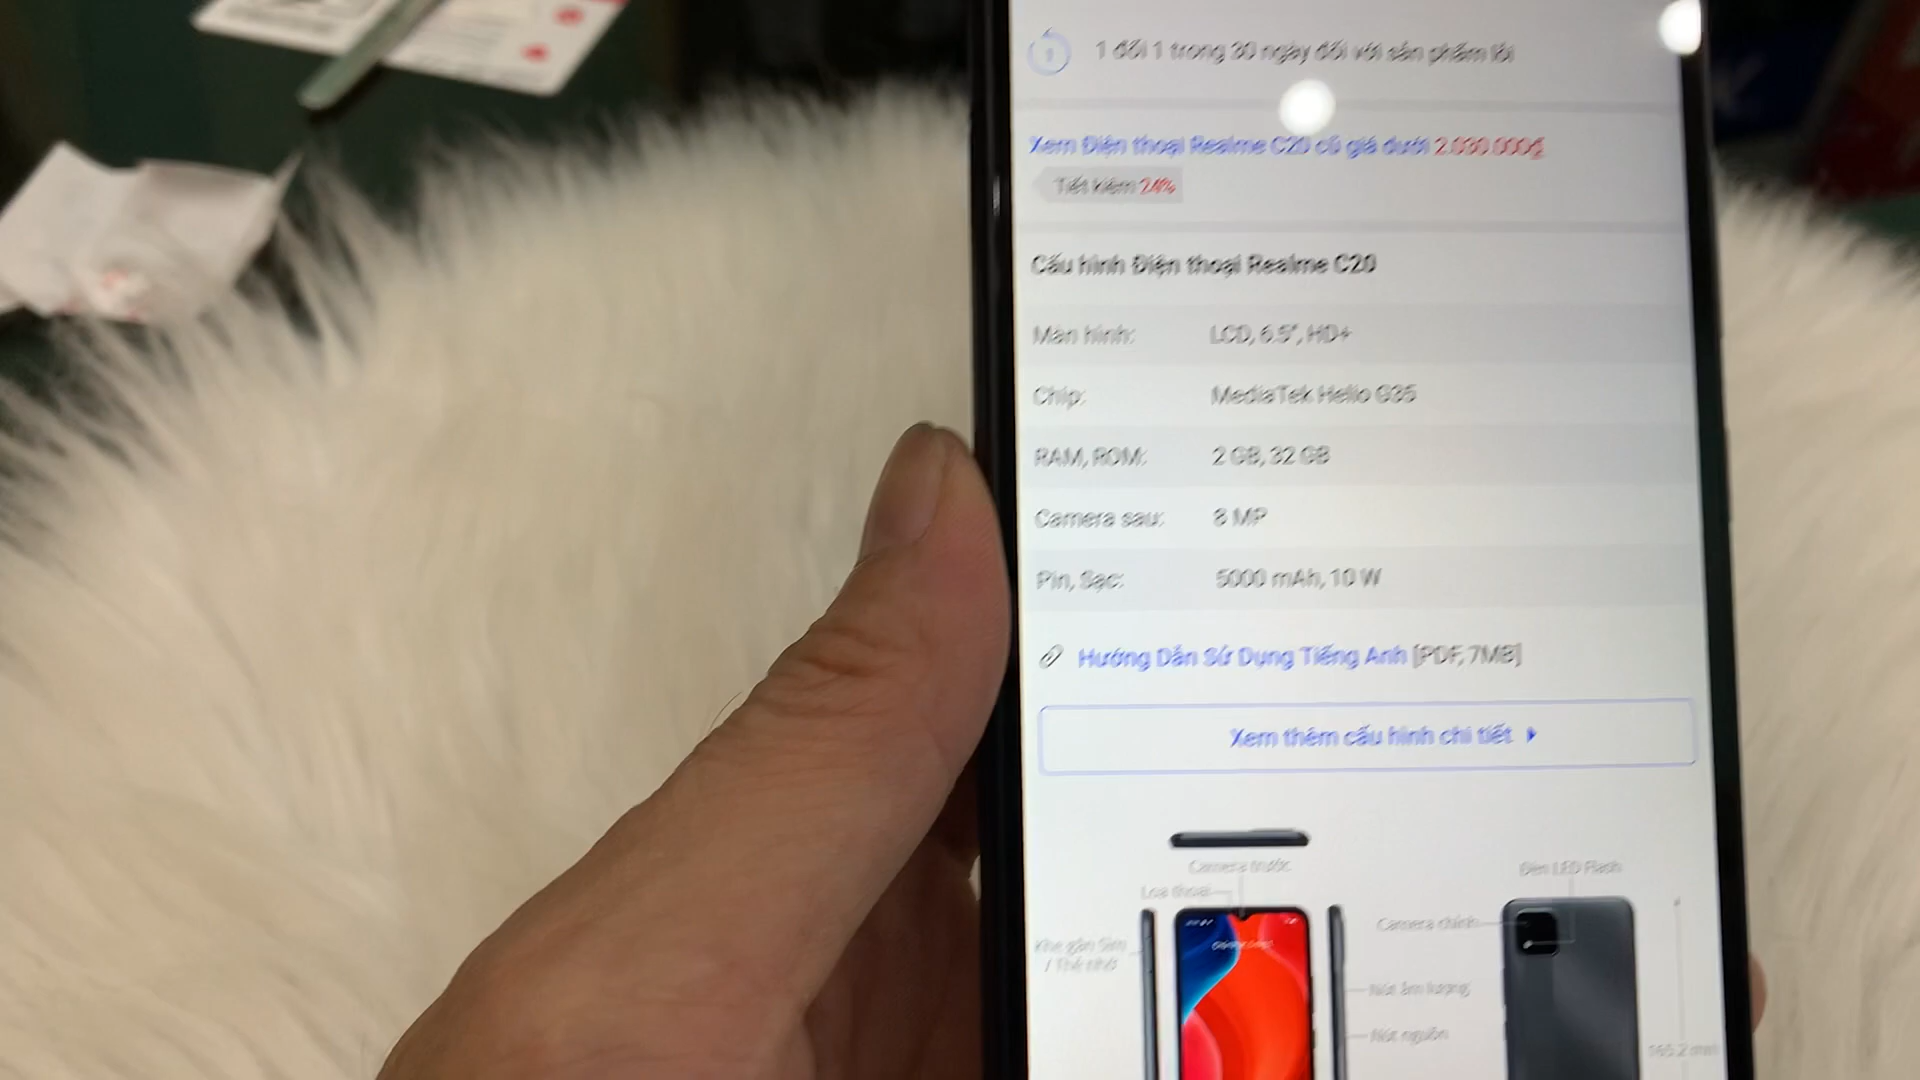 1 đổi 1 trong 30 ngày đối với sản phẩm lỗi
Xem Điện thoại Realme C20 cũ giá dưới 2.030.000₫
Tiết kiệm 24%
Cấu hình Điện thoại Realme C20
Màn hình: LCD, 6.5", HD+
Chip: MediaTek Helio G35
RAM, ROM: 2 GB, 32 GB
Camera sau: 8 MP
Pin, Sạc: 5000 mAh, 10 W
Hướng Dẫn Sử Dụng Tiếng Anh [PDF, 7MB]
Xem thêm cấu hình chi tiết
Camera trước
Đèn LED Flash
Loa thoại
Camera chính
Khe gắn Sim
/ Thẻ nhớ
Nút âm lượng
Nút nguồn
165.2 mm